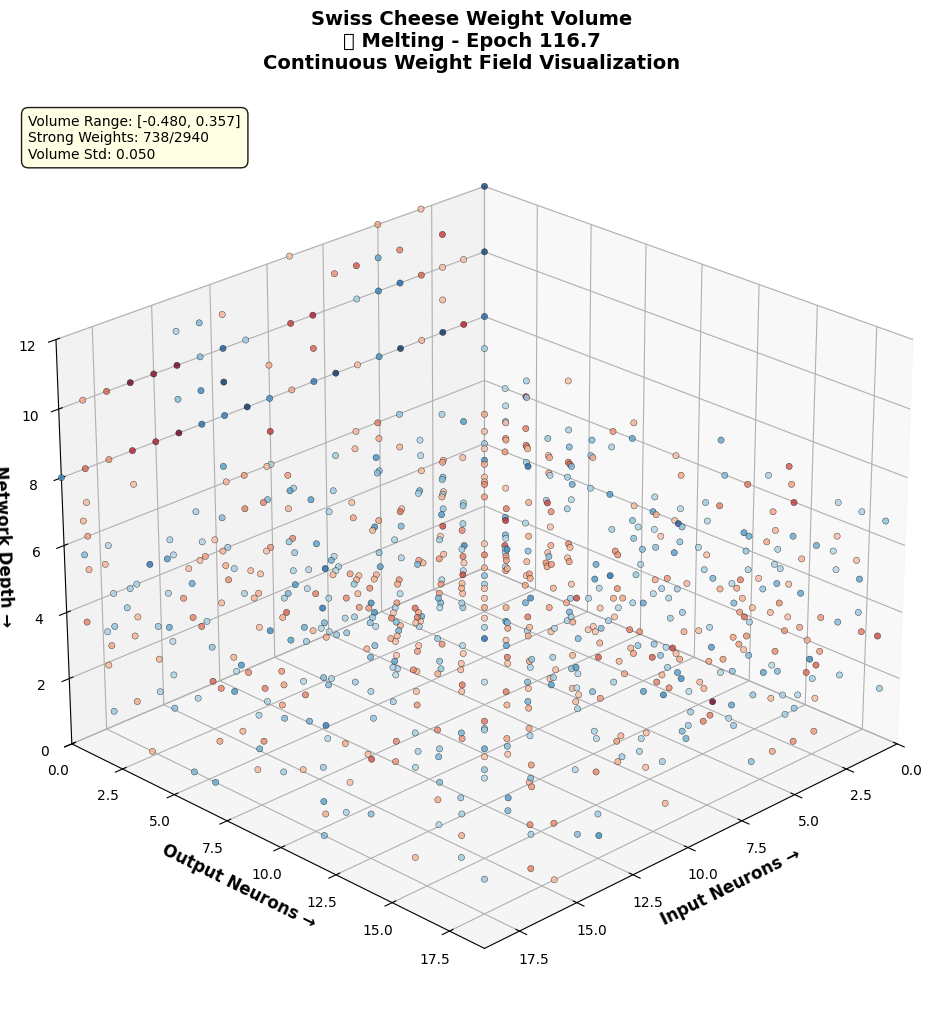 Swiss Cheese Weight Volume
▯ Melting - Epoch 116.7
Continuous Weight Field Visualization
Volume Range: [-0.480, 0.357]
Strong Weights: 738/2940
Volume Std: 0.050
Network Depth →
12
10
8
6
4
2
0
0.0
2.5
5.0
7.5
10.0
12.5
15.0
17.5
Output Neurons →
0.0
2.5
5.0
7.5
10.0
12.5
15.0
17.5
Input Neurons →